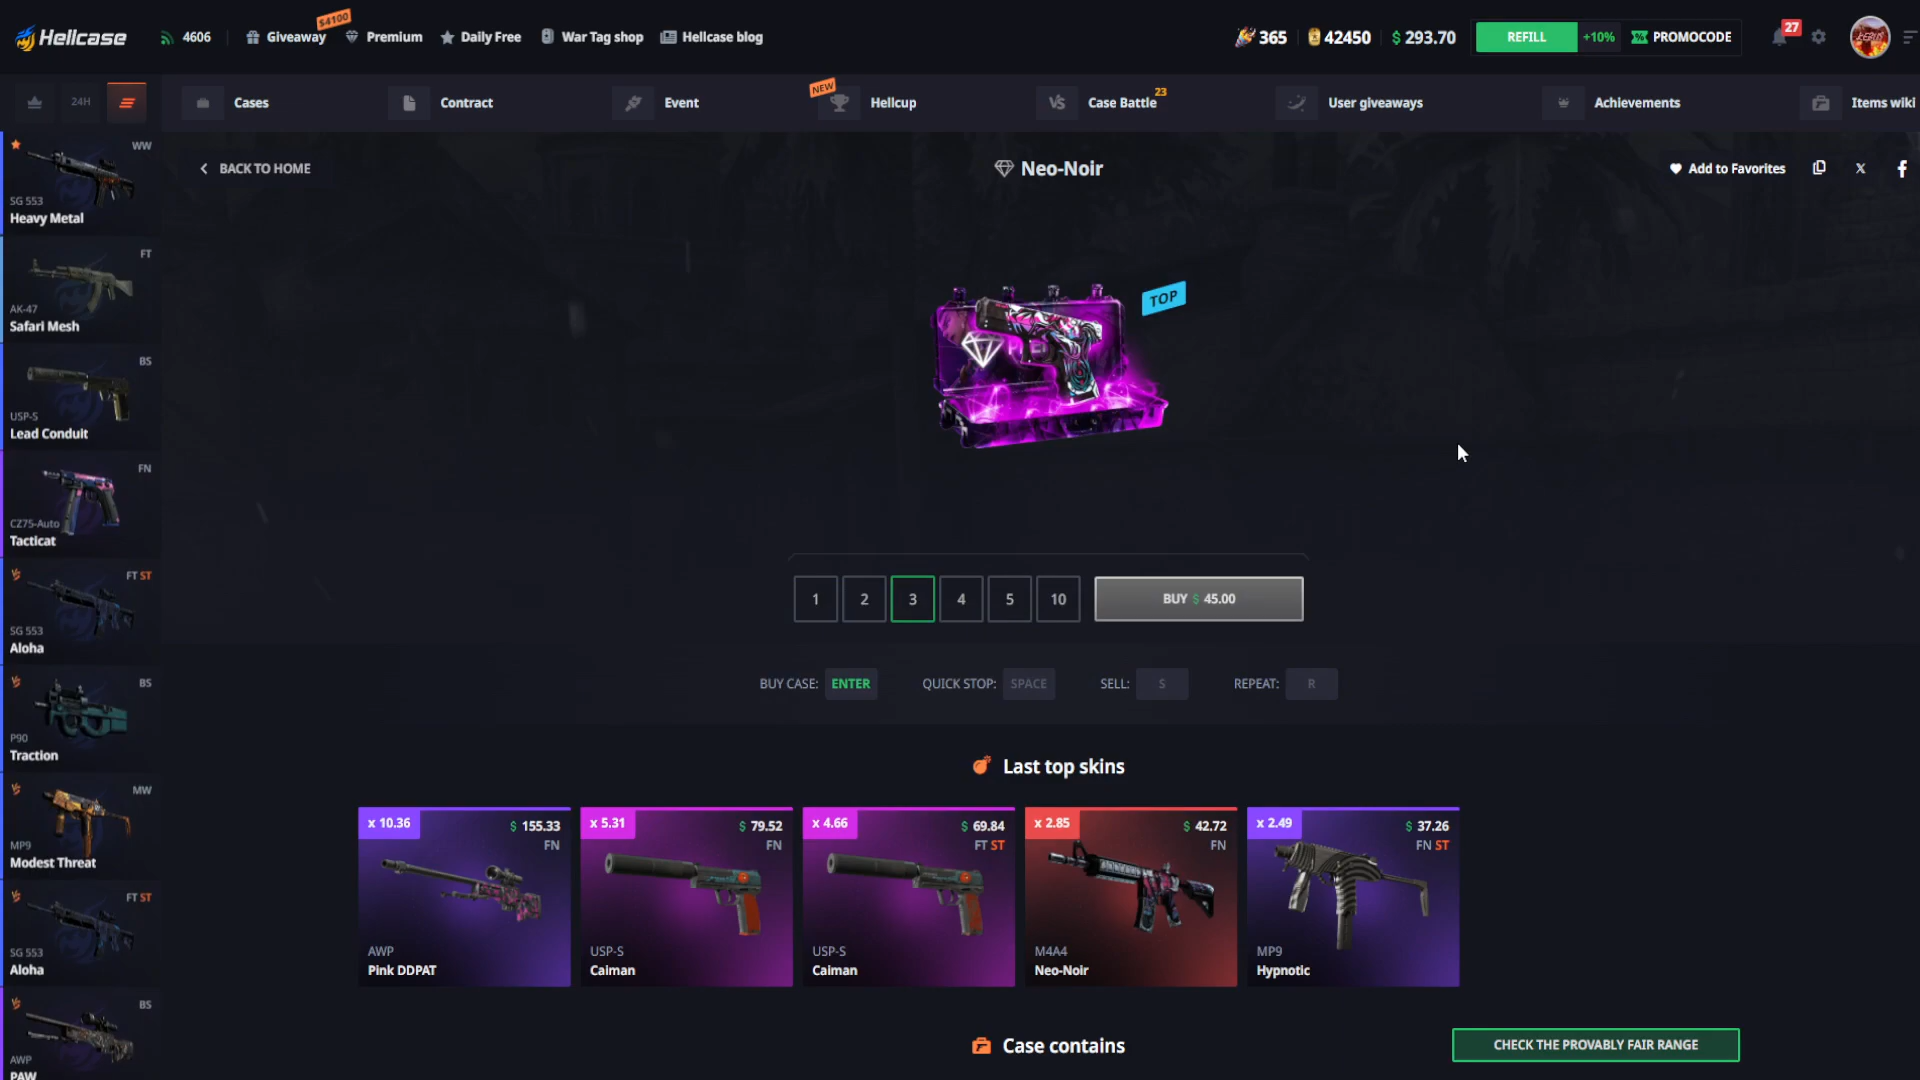 Hellcase
4606
Giveaway
$4100
Premium
Daily Free
War Tag shop
Hellcase blog
365
42450
$ 293.70
REFILL
+10%
PROMOCODE
27
24H
Cases
Contract
Event
NEW
Hellcup
VS
Case Battle
23
User giveaways
Achievements
Items wiki
WW
SG 553
Heavy Metal
FT
AK-47
Safari Mesh
BS
USP-S
Lead Conduit
FN
CZ75-Auto
Tacticat
FT ST
SG 553
Aloha
BS
P90
Traction
MW
MP9
Modest Threat
FT ST
SG 553
Aloha
BS
AWP
PAW
BACK TO HOME
Neo-Noir
Add to Favorites
TOP
1
2
3
4
5
10
BUY $ 45.00
BUY CASE: ENTER
QUICK STOP: SPACE
SELL: S
REPEAT: R
Last top skins
x 10.36
$ 155.33
FN
AWP
Pink DDPAT
x 5.31
$ 79.52
FN
USP-S
Caiman
x 4.66
$ 69.84
FT ST
USP-S
Caiman
x 2.85
$ 42.72
FN
M4A4
Neo-Noir
x 2.49
$ 37.26
FN ST
MP9
Hypnotic
Case contains
CHECK THE PROVABLY FAIR RANGE